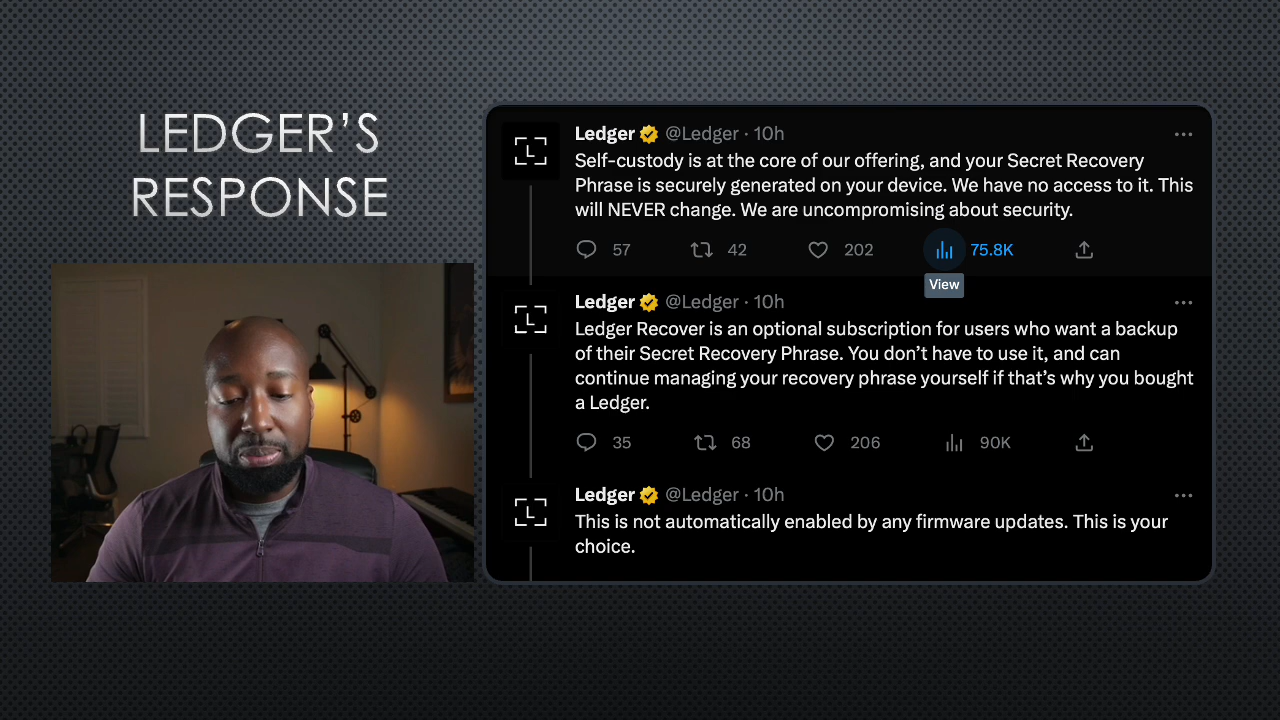 LEDGER'S
RESPONSE
Ledger @Ledger · 10h
Self-custody is at the core of our offering, and your Secret Recovery
Phrase is securely generated on your device. We have no access to it. This
will NEVER change. We are uncompromising about security.
57 42 202 75.8K
View
Ledger @Ledger · 10h
Ledger Recover is an optional subscription for users who want a backup
of their Secret Recovery Phrase. You don’t have to use it, and can
continue managing your recovery phrase yourself if that’s why you bought
a Ledger.
35 68 206 90K
Ledger @Ledger · 10h
This is not automatically enabled by any firmware updates. This is your
choice.